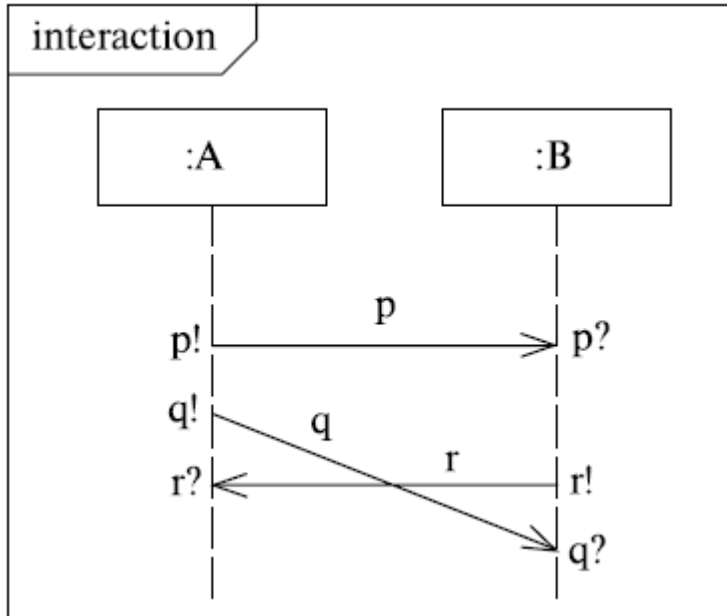 interaction
:A :B
p
p! p?
q! q
r
r? r!
q?